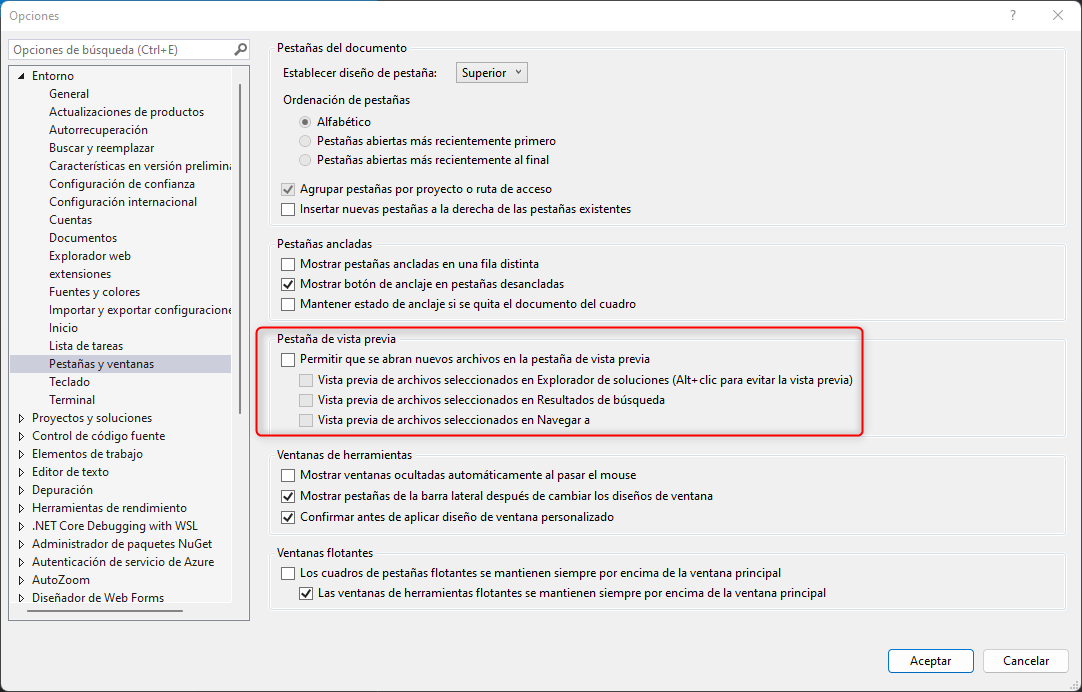 Opciones
?
Opciones de búsqueda (Ctrl+E)
Entorno
General
Actualizaciones de productos
Autorrecuperación
Buscar y reemplazar
Características en versión prelimina
Configuración de confianza
Configuración internacional
Cuentas
Documentos
Explorador web
extensiones
Fuentes y colores
Importar y exportar configuracione
Inicio
Lista de tareas
Pestañas y ventanas
Teclado
Terminal
Proyectos y soluciones
Control de código fuente
Elementos de trabajo
Editor de texto
Depuración
Herramientas de rendimiento
.NET Core Debugging with WSL
Administrador de paquetes NuGet
Autenticación de servicio de Azure
AutoZoom
Diseñador de Web Forms
Pestañas del documento
Establecer diseño de pestaña: Superior
Ordenación de pestañas
Alfabético
Pestañas abiertas más recientemente primero
Pestañas abiertas más recientemente al final
Agrupar pestañas por proyecto o ruta de acceso
Insertar nuevas pestañas a la derecha de las pestañas existentes
Pestañas ancladas
Mostrar pestañas ancladas en una fila distinta
Mostrar botón de anclaje en pestañas desancladas
Mantener estado de anclaje si se quita el documento del cuadro
Pestaña de vista previa
Permitir que se abran nuevos archivos en la pestaña de vista previa
Vista previa de archivos seleccionados en Explorador de soluciones (Alt+clic para evitar la vista previa)
Vista previa de archivos seleccionados en Resultados de búsqueda
Vista previa de archivos seleccionados en Navegar a
Ventanas de herramientas
Mostrar ventanas ocultadas automáticamente al pasar el mouse
Mostrar pestañas de la barra lateral después de cambiar los diseños de ventana
Confirmar antes de aplicar diseño de ventana personalizado
Ventanas flotantes
Los cuadros de pestañas flotantes se mantienen siempre por encima de la ventana principal
Las ventanas de herramientas flotantes se mantienen siempre por encima de la ventana principal
Aceptar
Cancelar